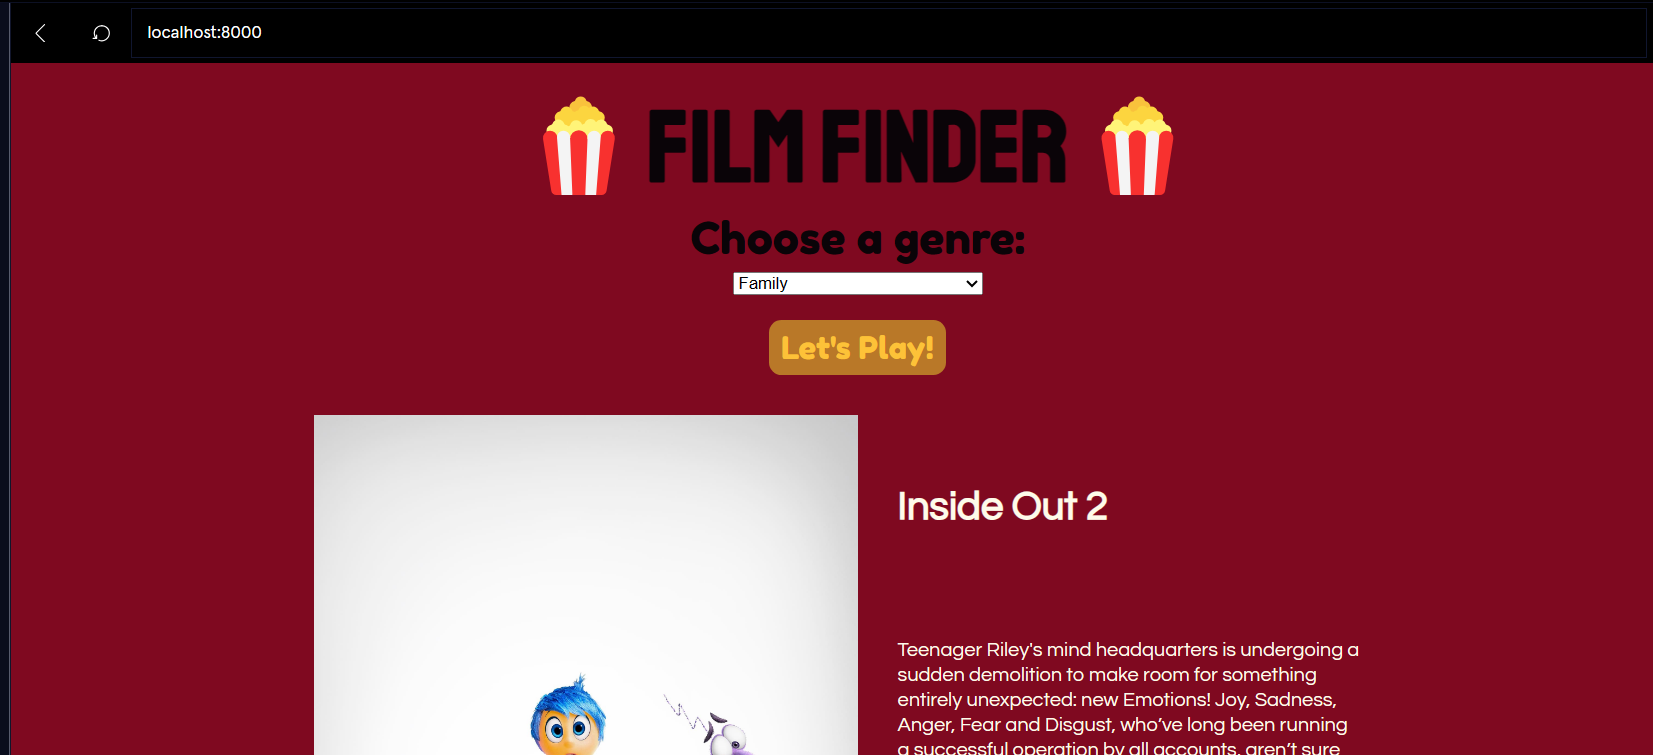 localhost:8000
FILM FINDER
Choose a genre:
Family
Let's Play!
Inside Out 2
Teenager Riley's mind headquarters is undergoing a
sudden demolition to make room for something
entirely unexpected: new Emotions! Joy, Sadness,
Anger, Fear and Disgust, who’ve long been running
a successful operation by all accounts, aren’t sure